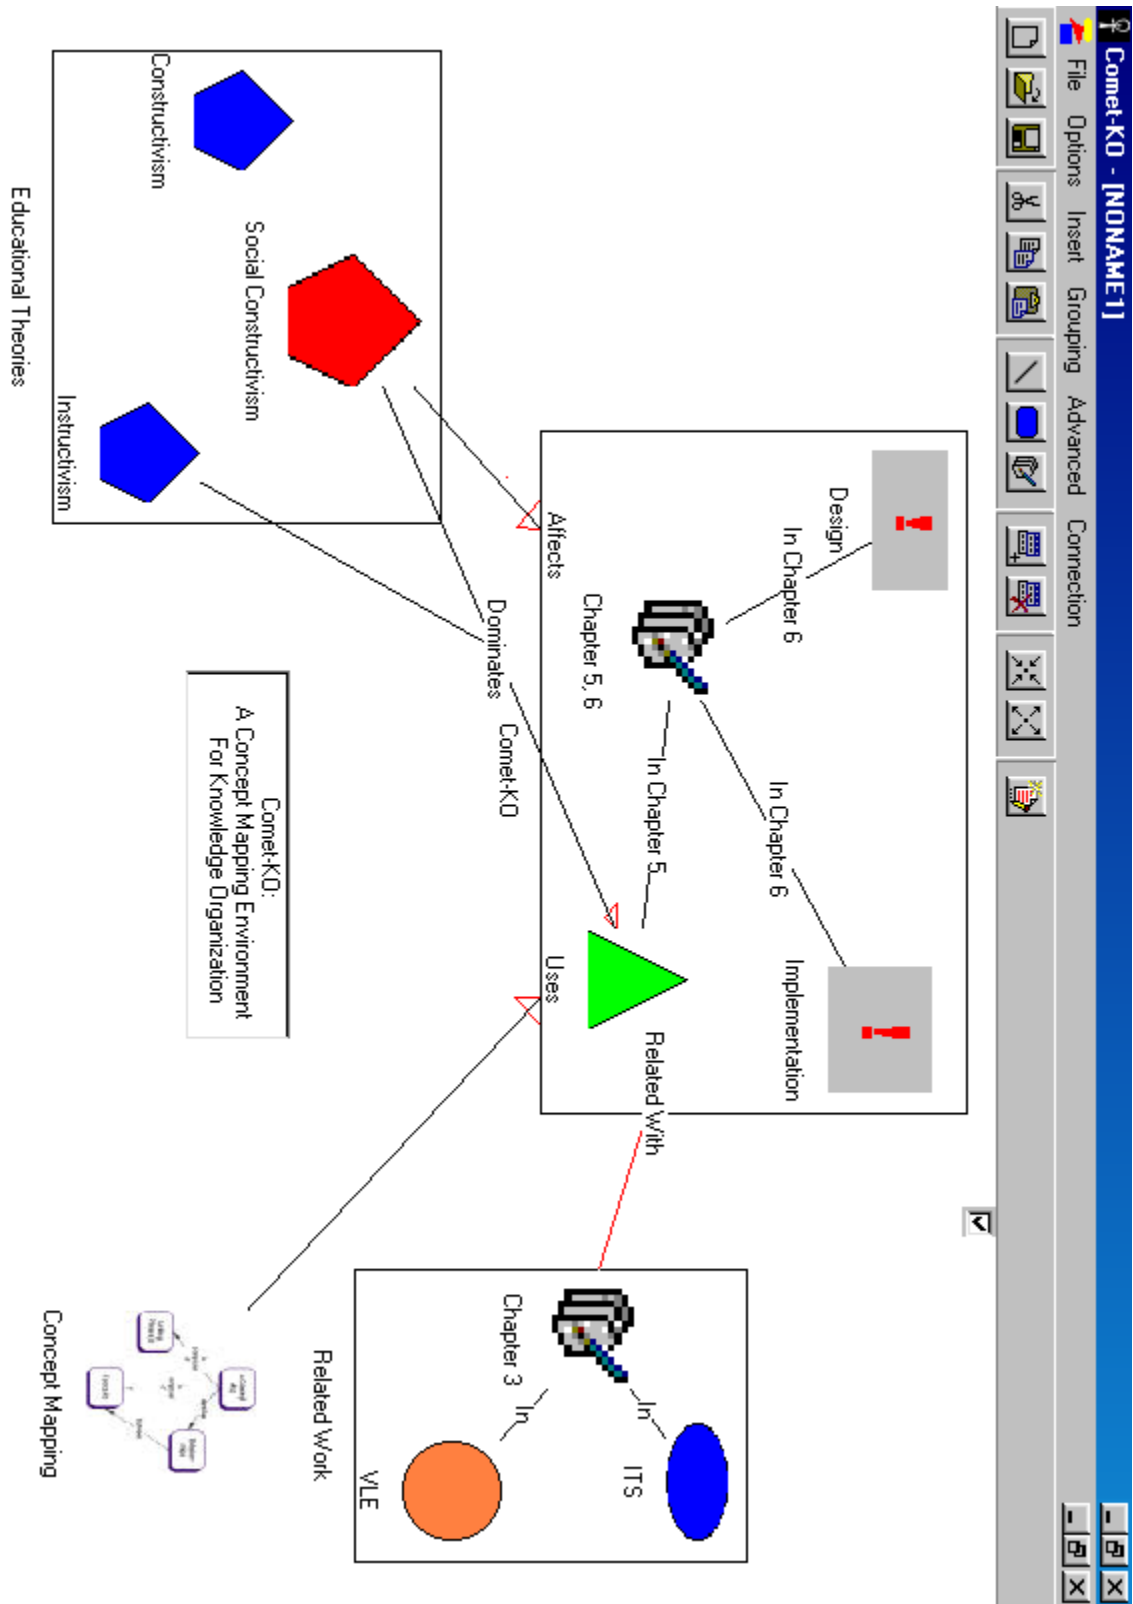 Comet-KO - [NONAME1]
File Options Insert Grouping Advanced Connection
Design
In Chapter 6
In Chapter 6
Implementation
Chapter 5, 6
In Chapter 5
Related With
Affects
Uses
Comet-KO
Dominates
Constructivism
Social Constructivism
Instructivism
Educational Theories
Comet-KO:
A Concept Mapping Environment
For Knowledge Organization
ITS
In
Chapter 3
In
VLE
Related Work
Concept Mapping